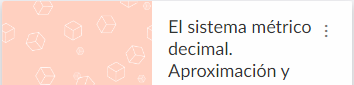 El sistema métrico
decimal.
Aproximación y